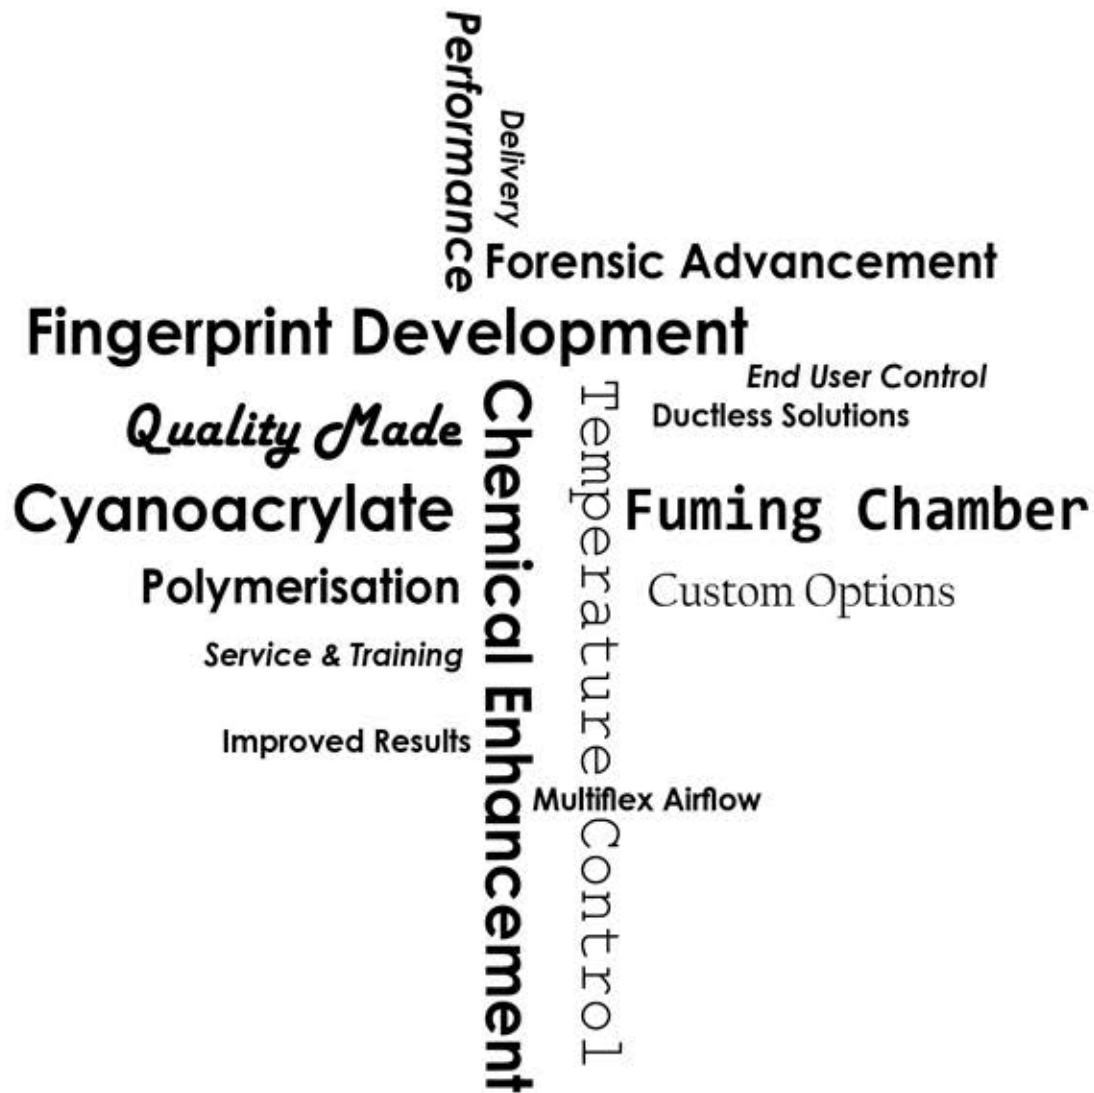 Performance
Delivery
Forensic Advancement
Fingerprint Development
End User Control
Ductless Solutions
Quality Made
Chemical Enhancement
Temperature Control
Cyanoacrylate
Fuming Chamber
Polymerisation
Custom Options
Service & Training
Improved Results
Multiflex Airflow